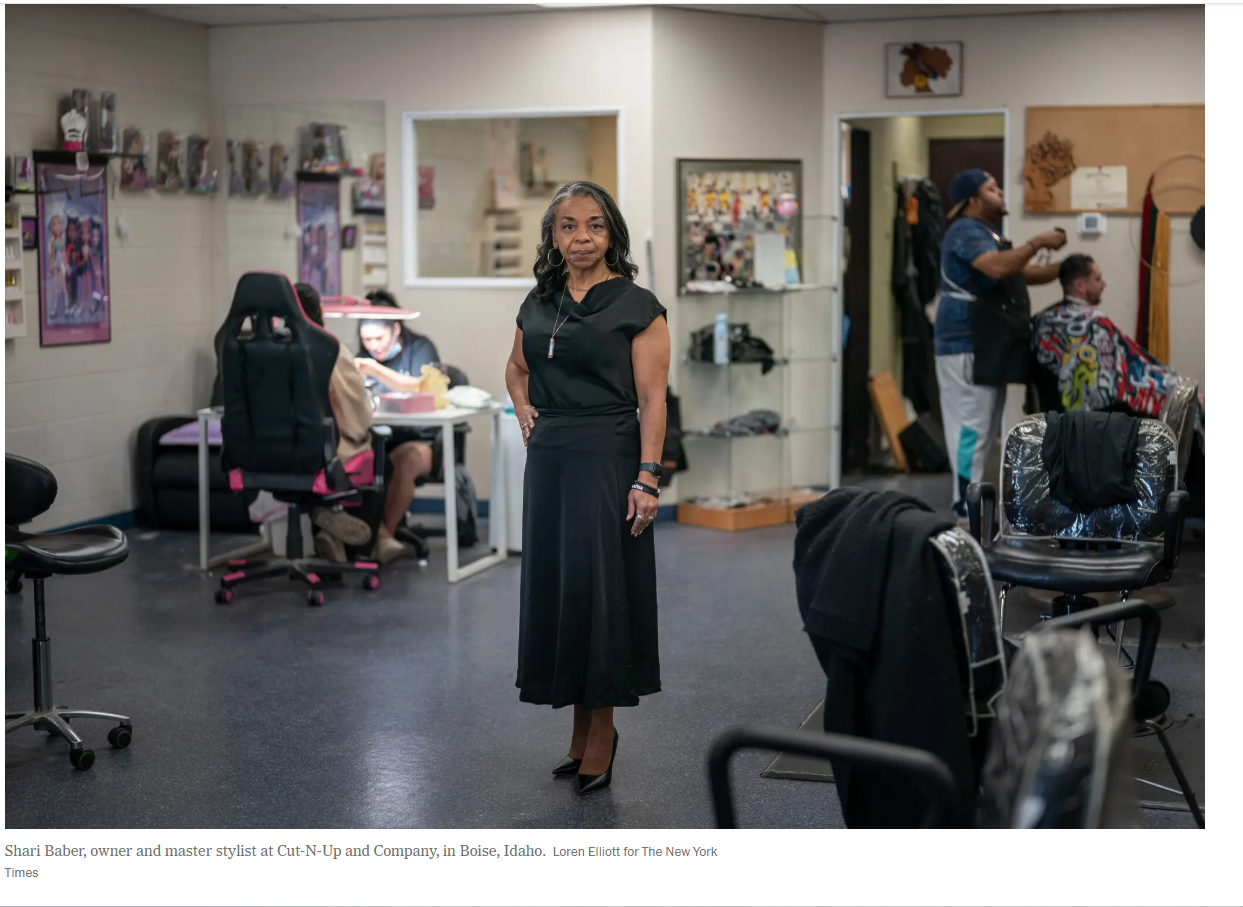 Shari Baber, owner and master stylist at Cut-N-Up and Company, in Boise, Idaho. Loren Elliott for The New York
Times